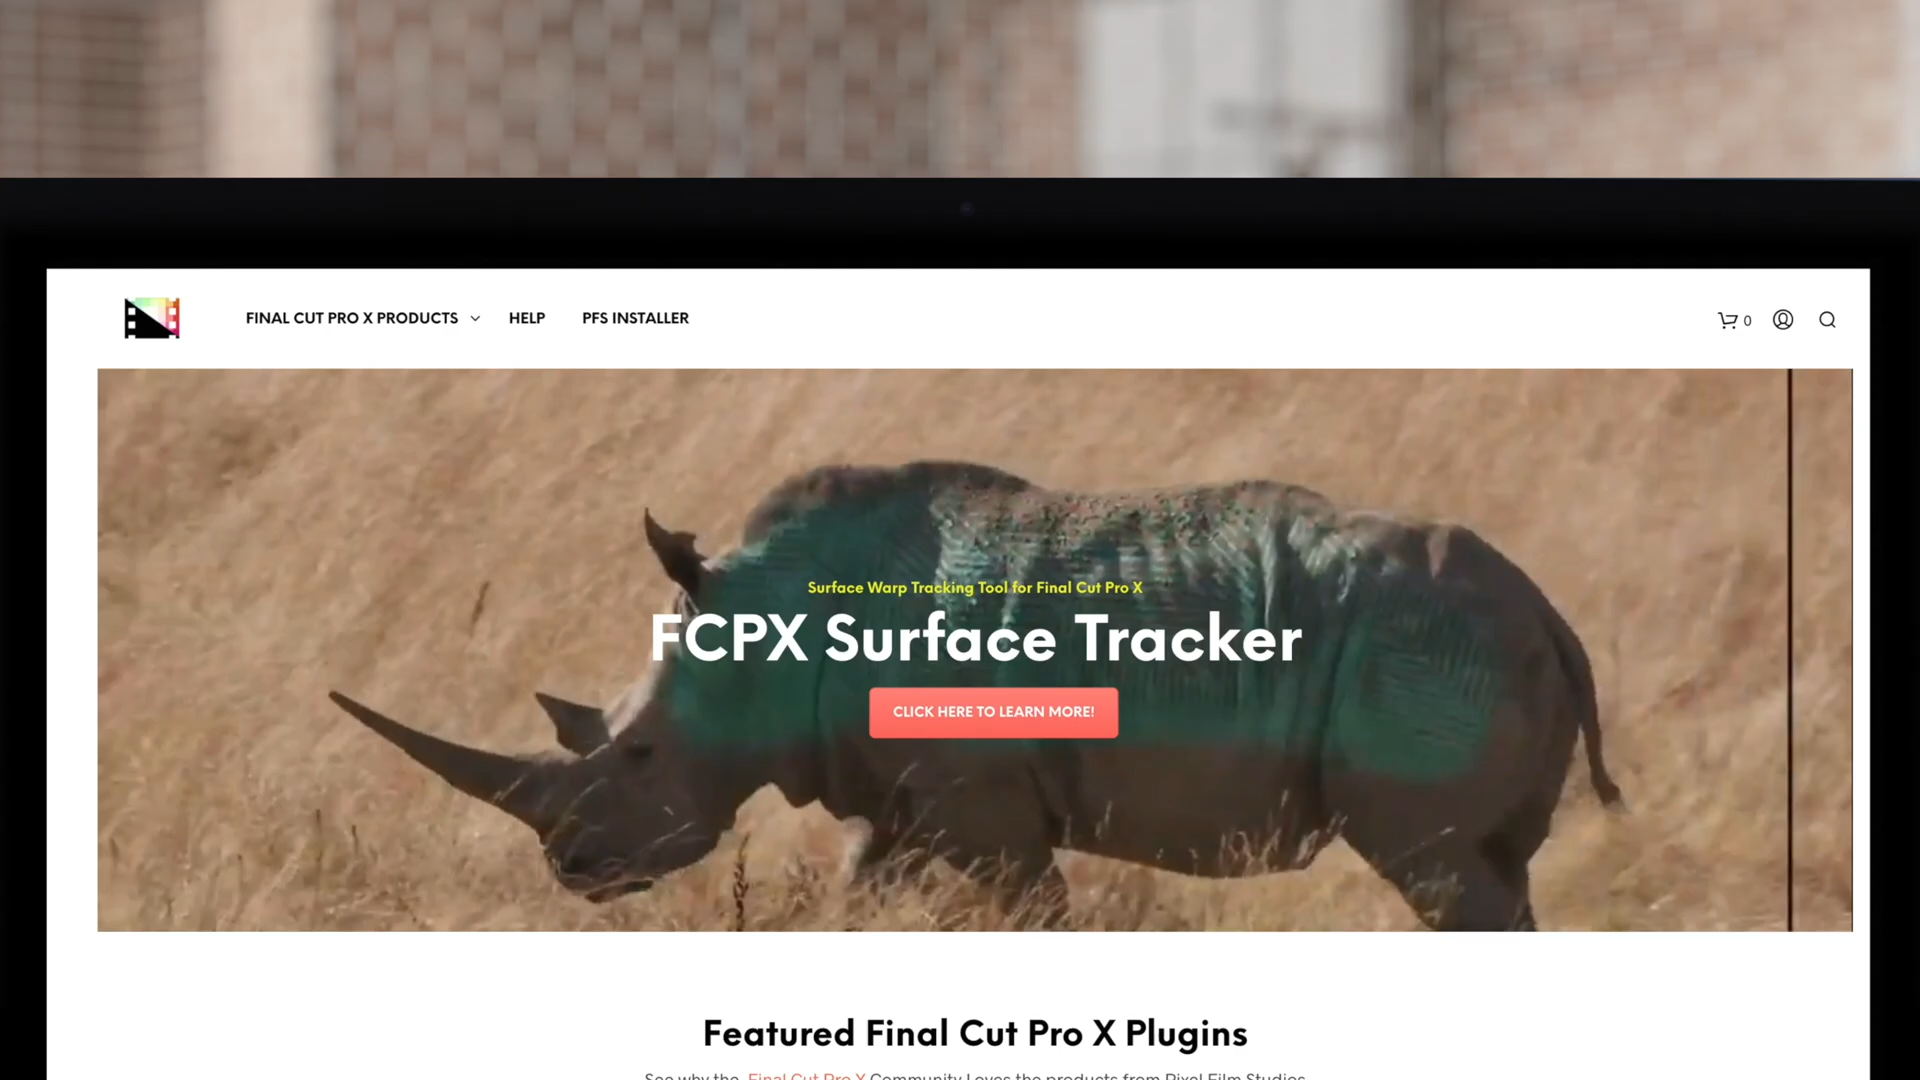 FINAL CUT PRO X PRODUCTS HELP PFS INSTALLER 0
Surface Warp Tracking Tool for Final Cut Pro X
FCPX Surface Tracker
CLICK HERE TO LEARN MORE!
Featured Final Cut Pro X Plugins
See why the Final Cut Pro X Community Loves the products from Pixel Film Studios